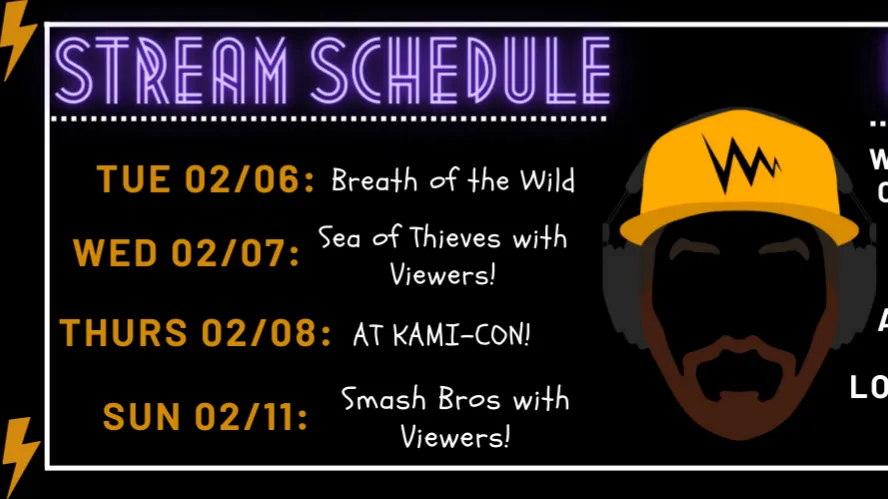 STREAM SCHEDULE
TUE 02/06: Breath of the Wild
WED 02/07: Sea of Thieves with
Viewers!
THURS 02/08: AT KAMI-CON!
SUN 02/11: Smash Bros with
Viewers!